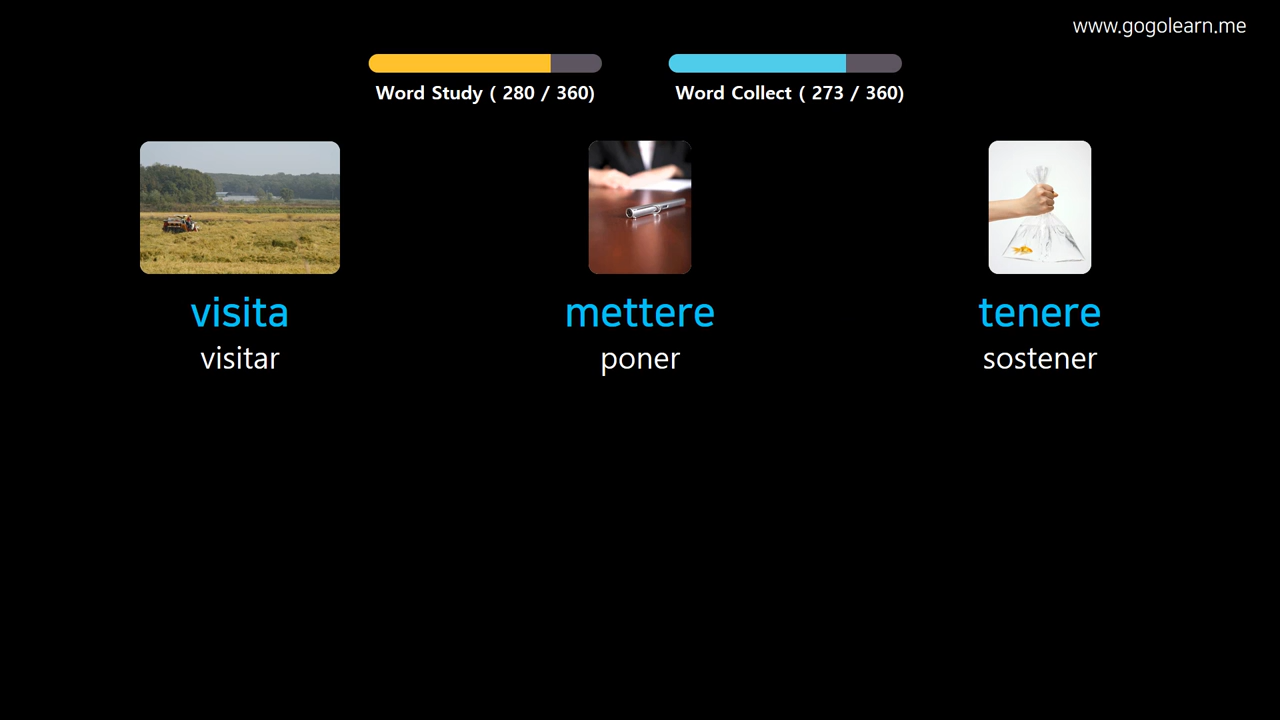 www.gogolearn.me
Word Study ( 280 / 360)
Word Collect ( 273 / 360)
visita
mettere
tenere
visitar
poner
sostener